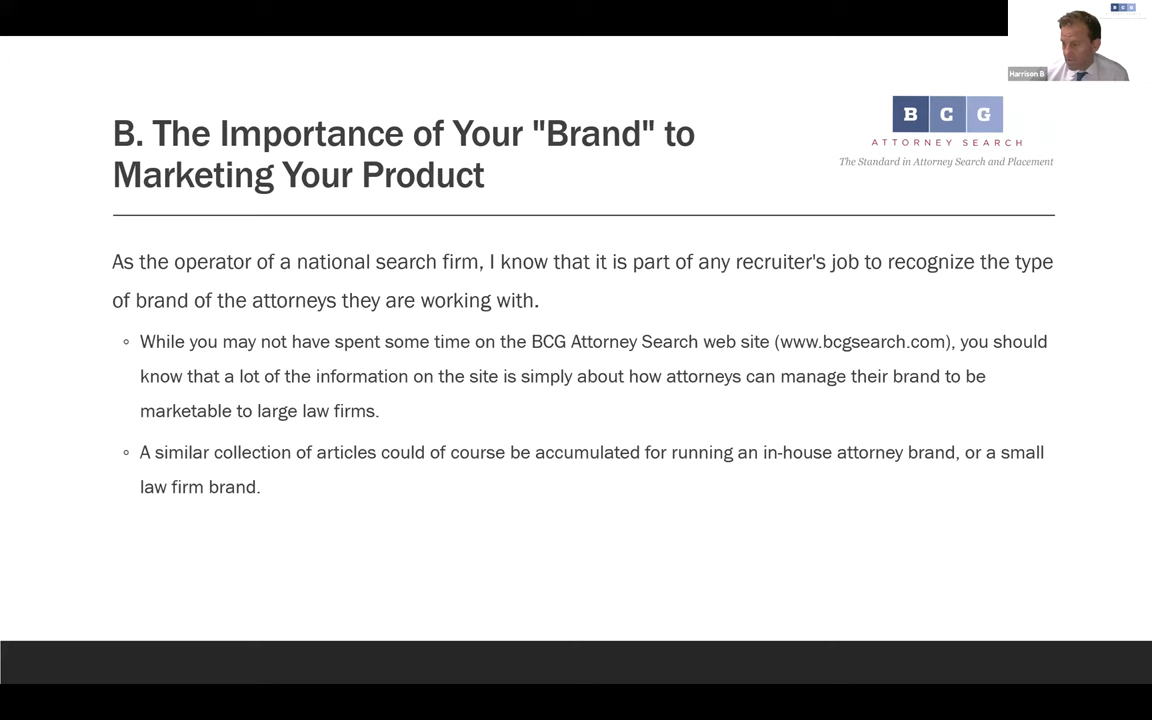 B C G
Harrison B
B. The Importance of Your "Brand" to
Marketing Your Product
B C G
ATTORNEY SEARCH
The Standard in Attorney Search and Placement
As the operator of a national search firm, I know that it is part of any recruiter's job to recognize the type
of brand of the attorneys they are working with.
◦ While you may not have spent some time on the BCG Attorney Search web site (www.bcgsearch.com), you should
know that a lot of the information on the site is simply about how attorneys can manage their brand to be
marketable to large law firms.
◦ A similar collection of articles could of course be accumulated for running an in-house attorney brand, or a small
law firm brand.